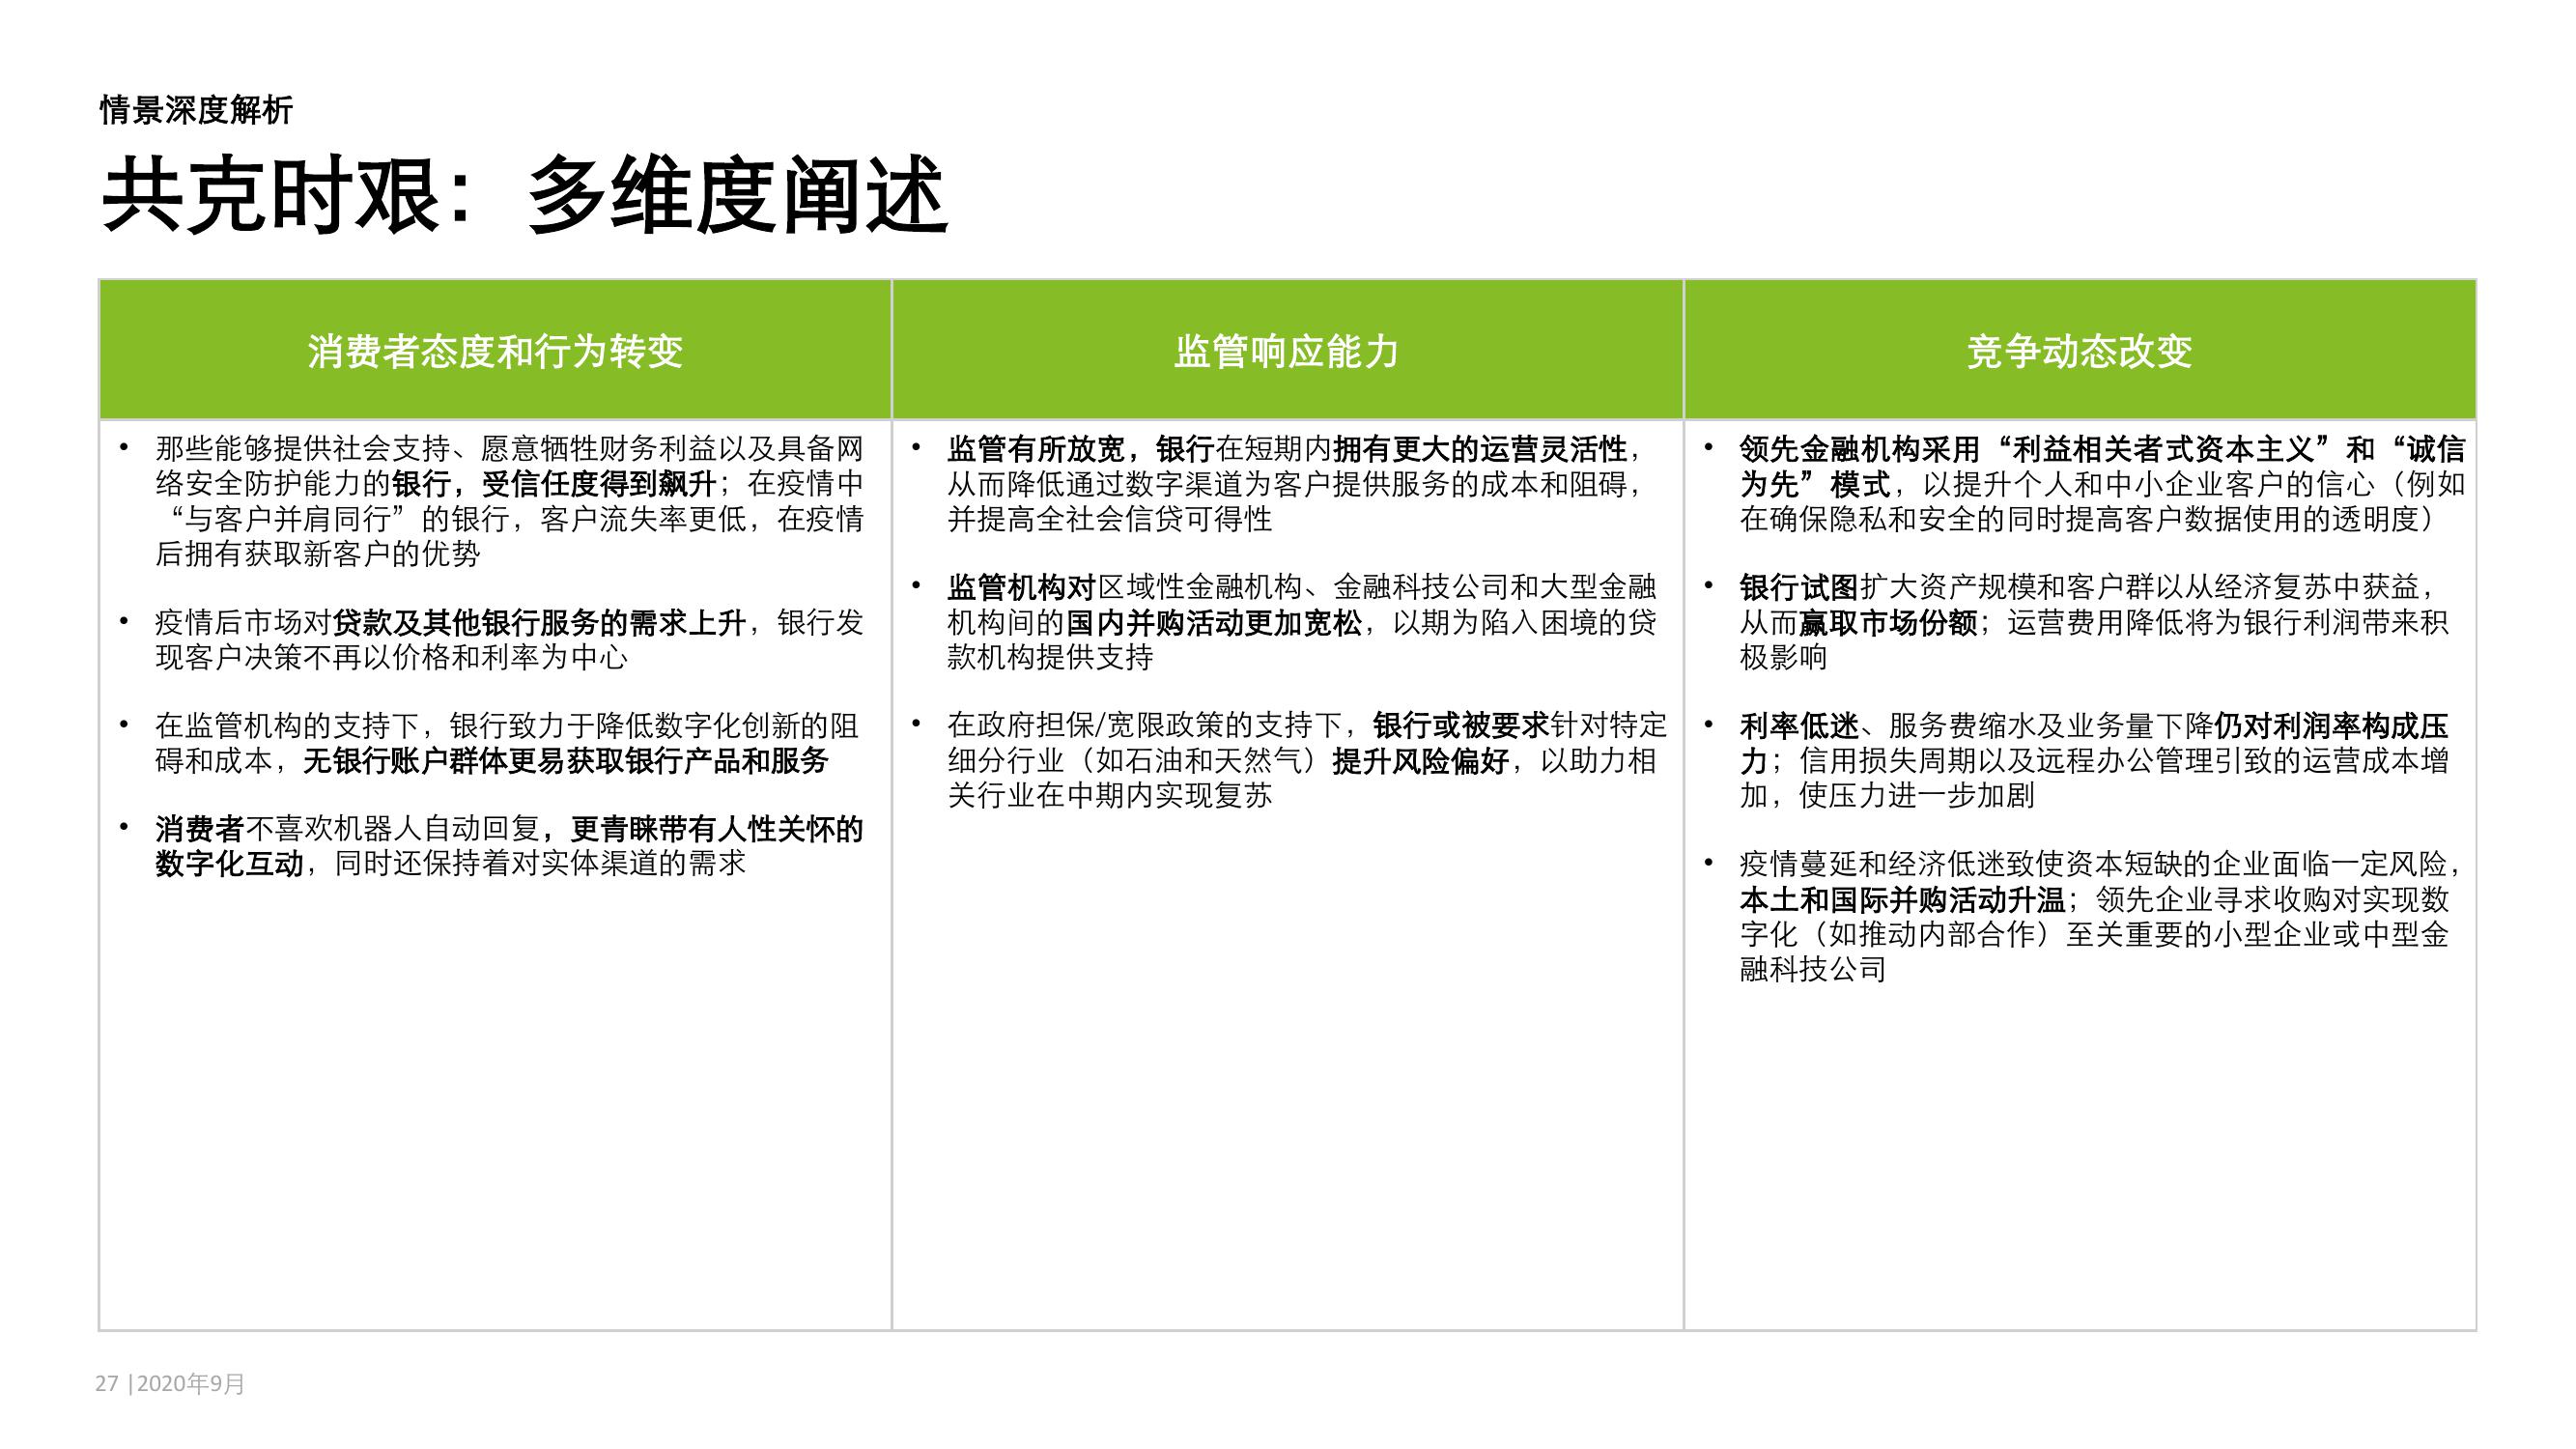 情景深度解析
共克时艰：多维度阐述
消费者态度和行为转变
• 那些能够提供社会支持、愿意牺牲财务利益以及具备网
络安全防护能力的银行，受信任度得到飙升；在疫情中
“与客户并肩同行”的银行，客户流失率更低，在疫情
后拥有获取新客户的优势
• 疫情后市场对贷款及其他银行服务的需求上升，银行发
现客户决策不再以价格和利率为中心
• 在监管机构的支持下，银行致力于降低数字化创新的阻
碍和成本，无银行账户群体更易获取银行产品和服务
• 消费者不喜欢机器人自动回复，更青睐带有人性关怀的
数字化互动，同时还保持着对实体渠道的需求
监管响应能力
• 监管有所放宽，银行在短期内拥有更大的运营灵活性，
从而降低通过数字渠道为客户提供服务的成本和阻碍，
并提高全社会信贷可得性
• 监管机构对区域性金融机构、金融科技公司和大型金融
机构间的国内并购活动更加宽松，以期为陷入困境的贷
款机构提供支持
• 在政府担保/宽限政策的支持下，银行或被要求针对特定
细分行业（如石油和天然气）提升风险偏好，以助力相
关行业在中期内实现复苏
竞争动态改变
• 领先金融机构采用“利益相关者式资本主义”和“诚信
为先”模式，以提升个人和中小企业客户的信心（例如
在确保隐私和安全的同时提高客户数据使用的透明度）
• 银行试图扩大资产规模和客户群以从经济复苏中获益，
从而赢取市场份额；运营费用降低将为银行利润带来积
极影响
• 利率低迷、服务费缩水及业务量下降仍对利润率构成压
力；信用损失周期以及远程办公管理引致的运营成本增
加，使压力进一步加剧
• 疫情蔓延和经济低迷致使资本短缺的企业面临一定风险，
本土和国际并购活动升温；领先企业寻求收购对实现数
字化（如推动内部合作）至关重要的小型企业或中型金
融科技公司
27 |2020年9月